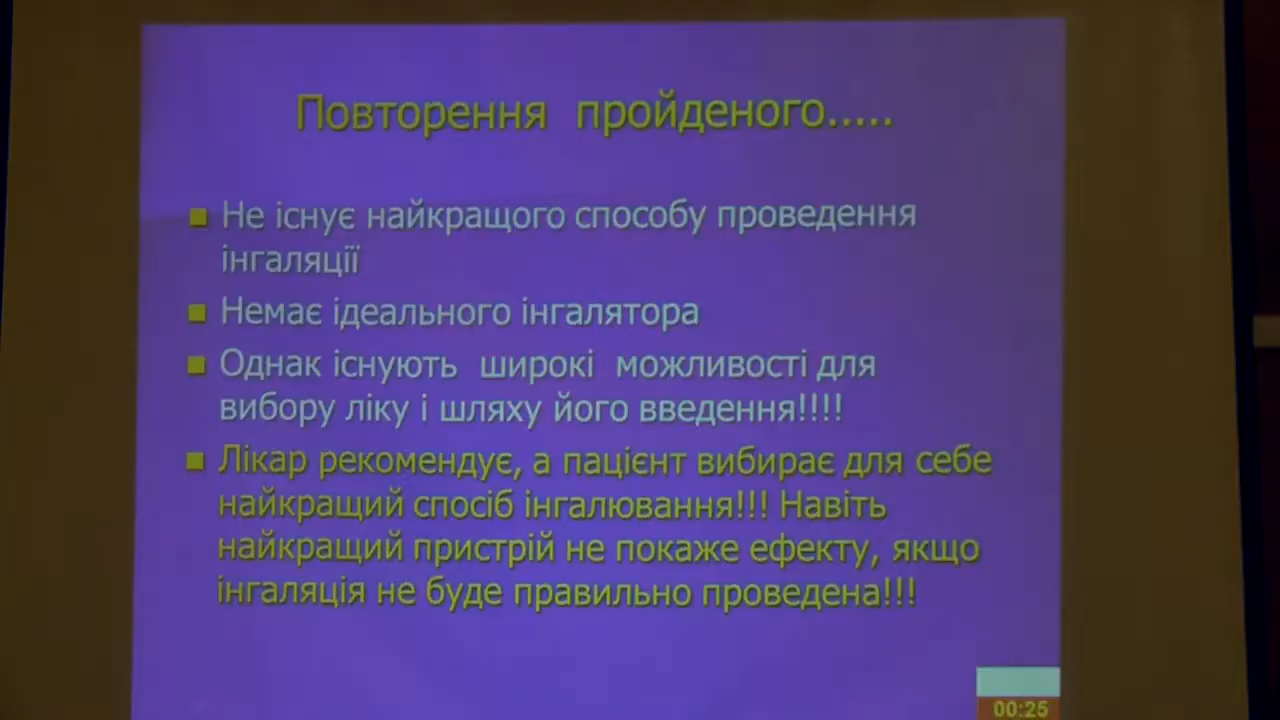 Повторення пройденого.....
Не існує найкращого способу проведення
інгаляції
Немає ідеального інгалятора
Однак існують широкі можливості для
вибору ліку і шляху його введення!!!!
Лікар рекомендує, а пацієнт вибирає для себе
найкращий спосіб інгалювання!!! Навіть
найкращий пристрій не покаже ефекту, якщо
інгаляція не буде правильно проведена!!!
00:25